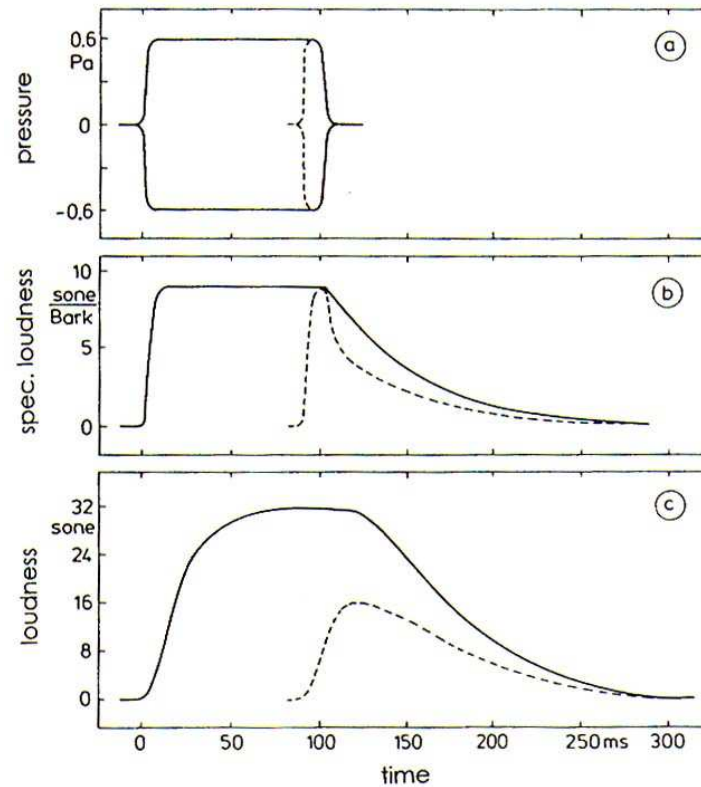 0.6
Pa
0
-0.6
pressure
a
10
sone
Bark
5
0
spec. loudness
b
32
sone
24
16
8
0
loudness
c
0 50 100 150 200 250 ms 300
time